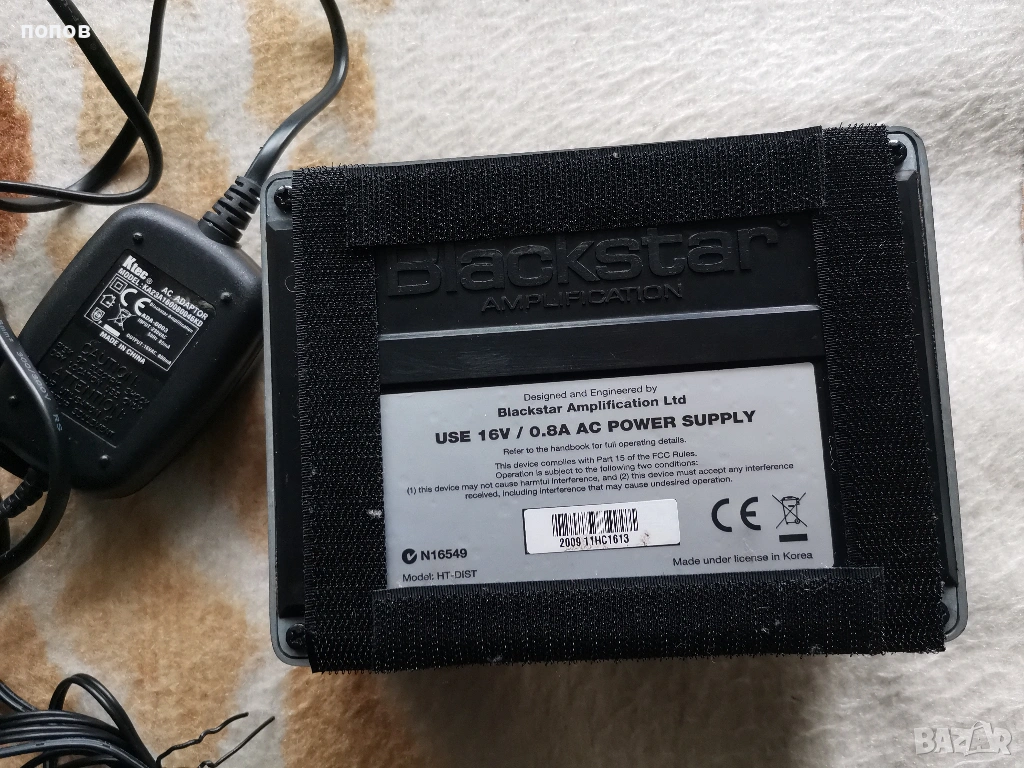 попов
Ktec®
AC ADAPTOR
MADE IN CHINA
Blackstar
AMPLIFICATION
Designed and Engineered by
Blackstar Amplification Ltd
USE 16V / 0.8A AC POWER SUPPLY
Refer to the handbook for full operating details.
This device complies with Part 15 of the FCC Rules.
Operation is subject to the following two conditions:
(1) this device may not cause harmful interference, and (2) this device must accept any interference
received, including interference that may cause undesired operation.
CE
2009 11HC1613
N16549
Model: HT-DIST
Made under license in Korea
BAZAR